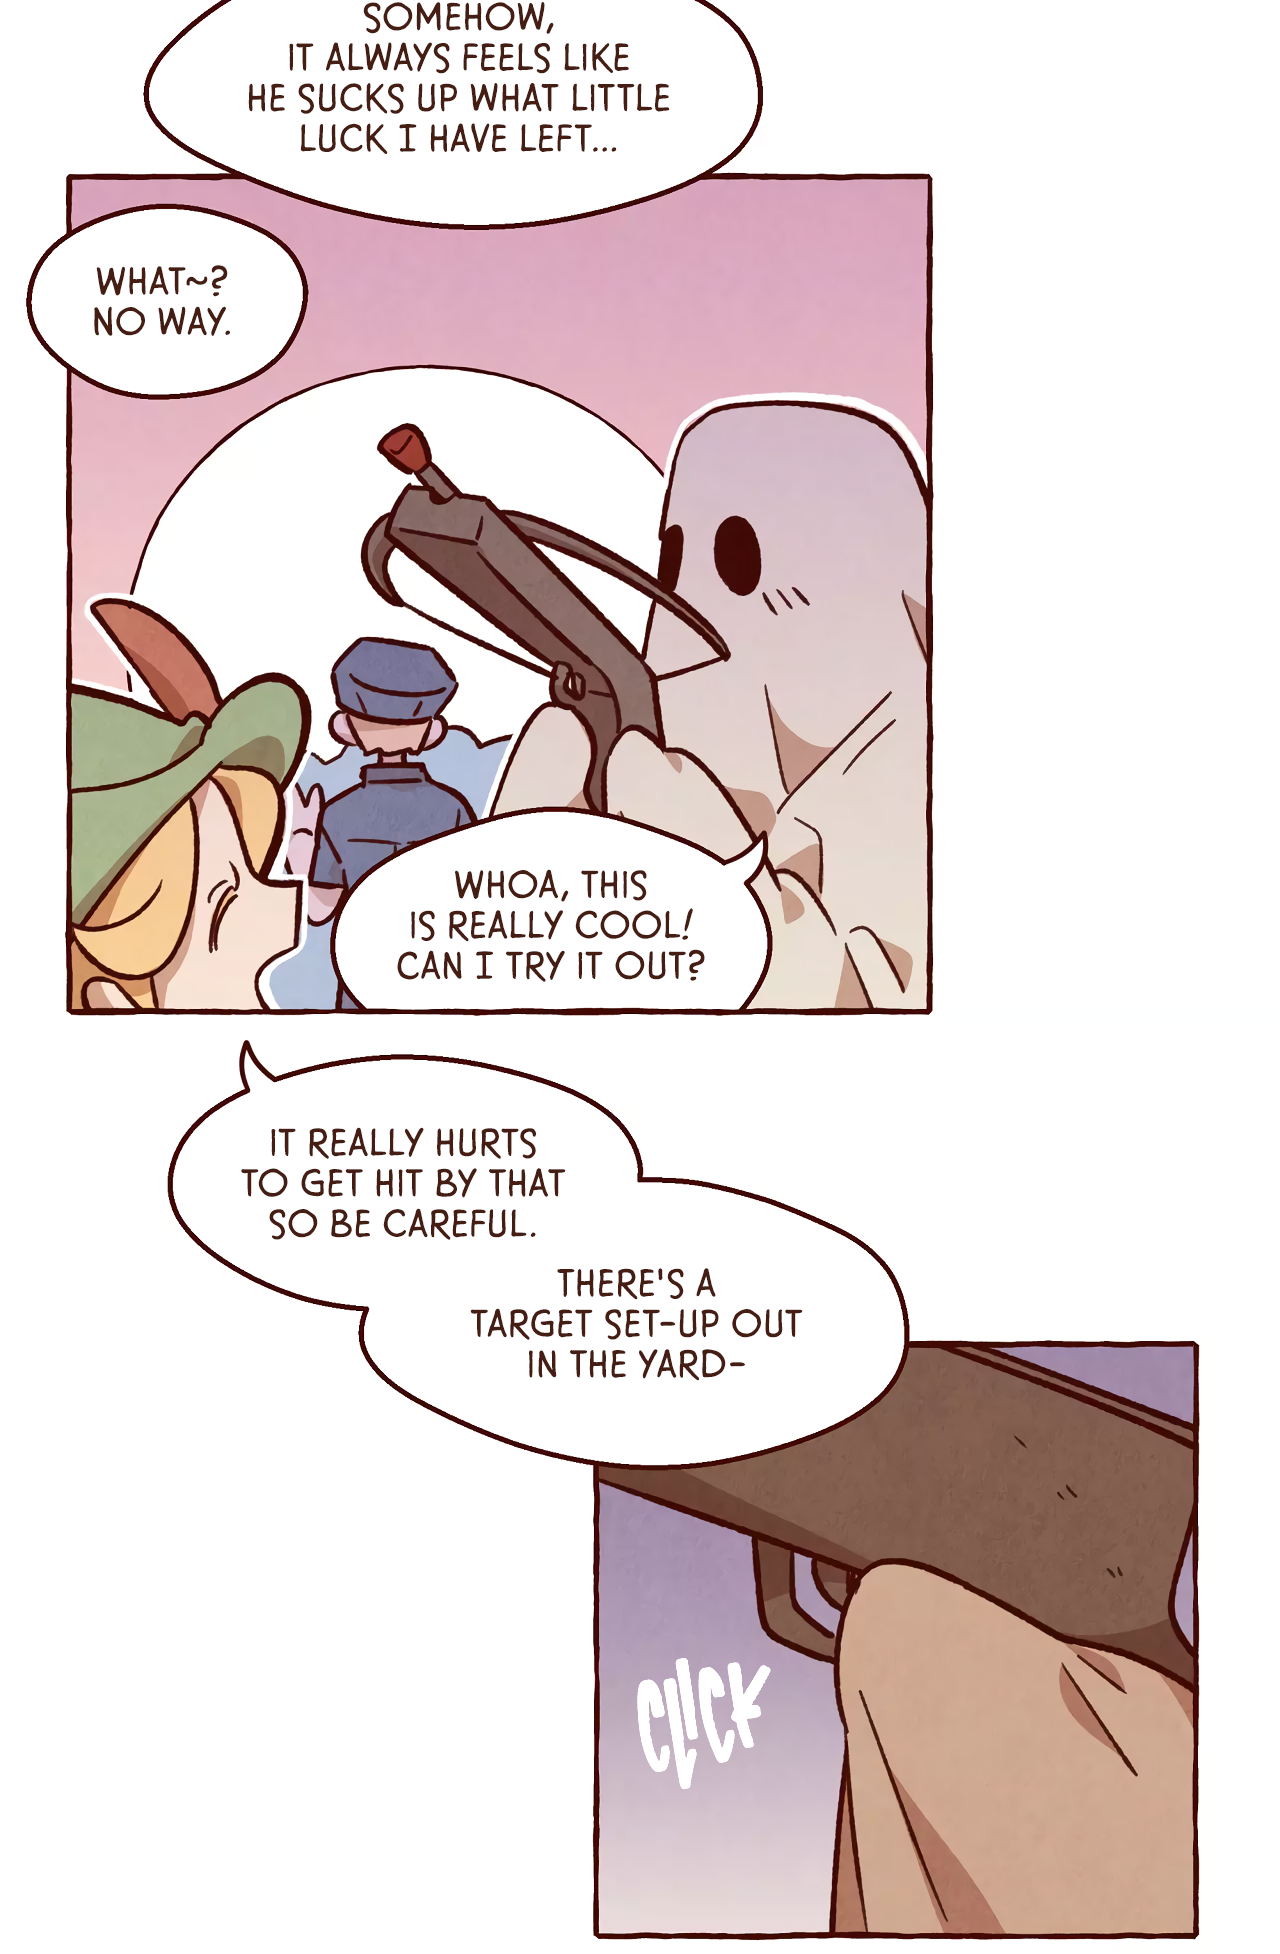 SOMEHOW,
IT ALWAYS FEELS LIKE
HE SUCKS UP WHAT LITTLE
LUCK I HAVE LEFT...
WHAT~?
NO WAY.
WHOA, THIS
IS REALLY COOL!
CAN I TRY IT OUT?
IT REALLY HURTS
TO GET HIT BY THAT
SO BE CAREFUL.
THERE'S A
TARGET SET-UP OUT
IN THE YARD-
CLICK